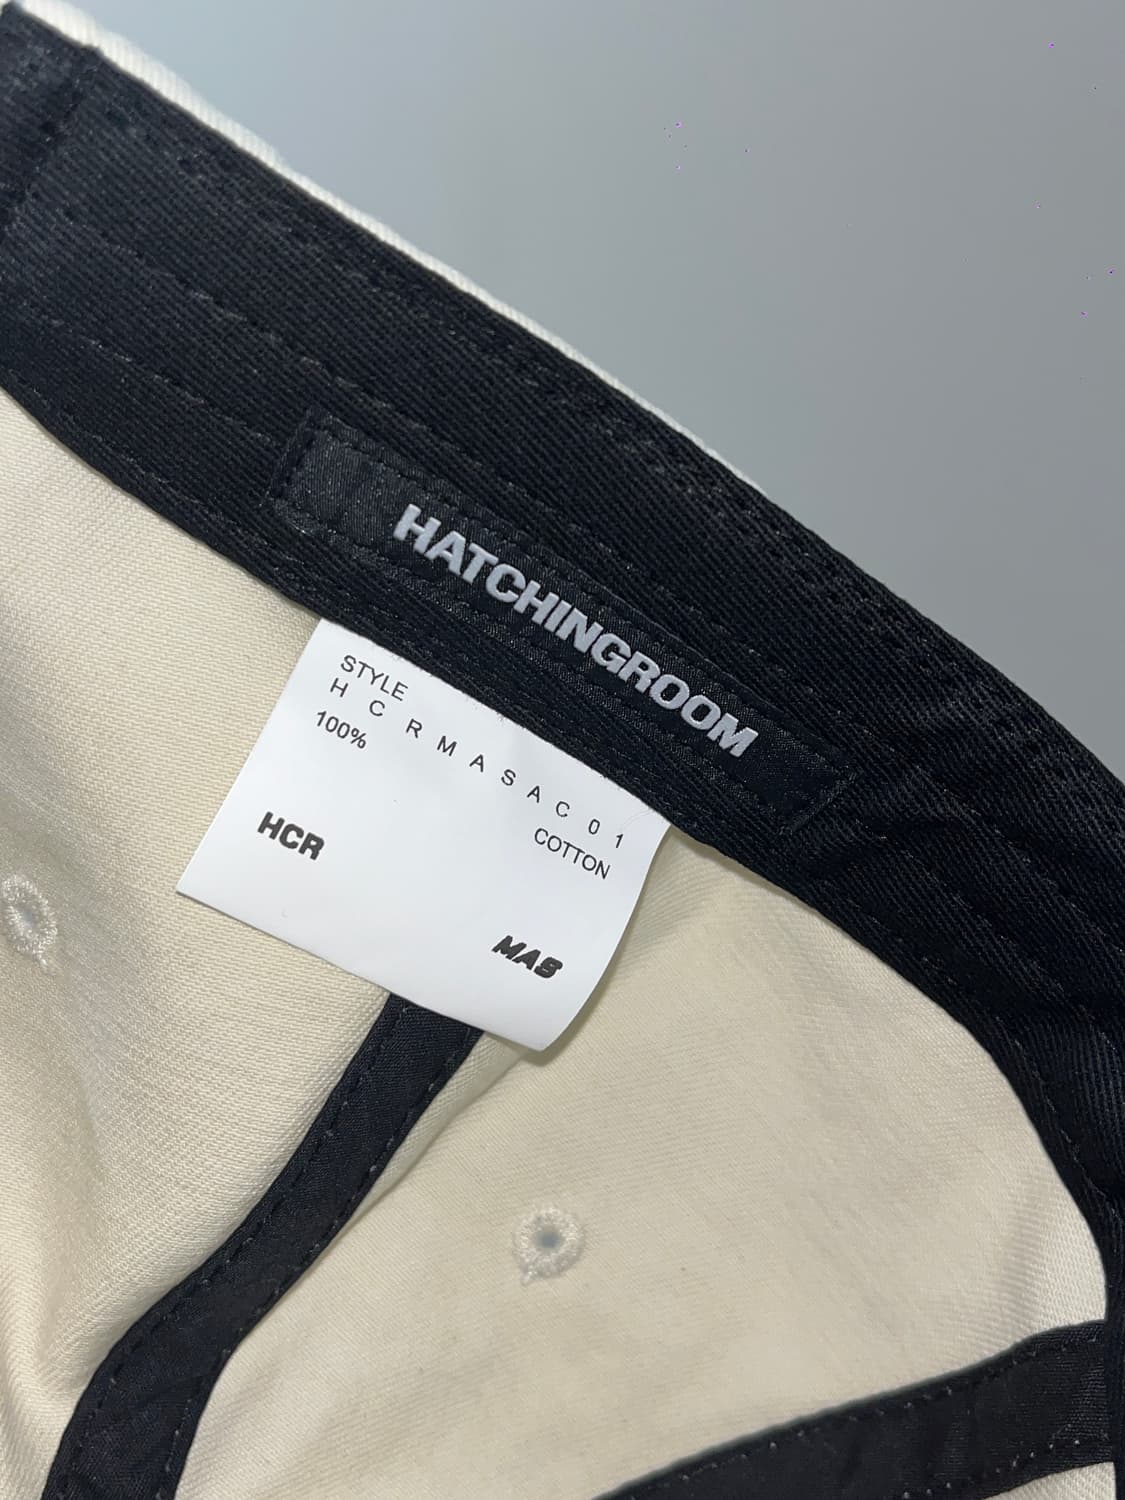 HATCHINGROOM
STYLE
H C R M A S A C 0 1
100% COTTON
HCR MAS